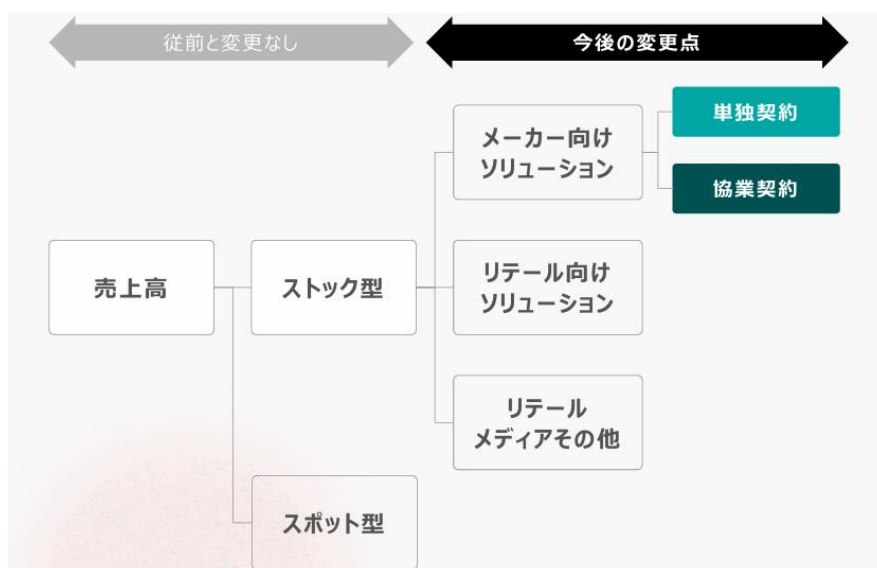 従前と変更なし
今後の変更点
メーカー向け
ソリューション
単独契約
協業契約
売上高
ストック型
リテール向け
ソリューション
リテール
メディアその他
スポット型